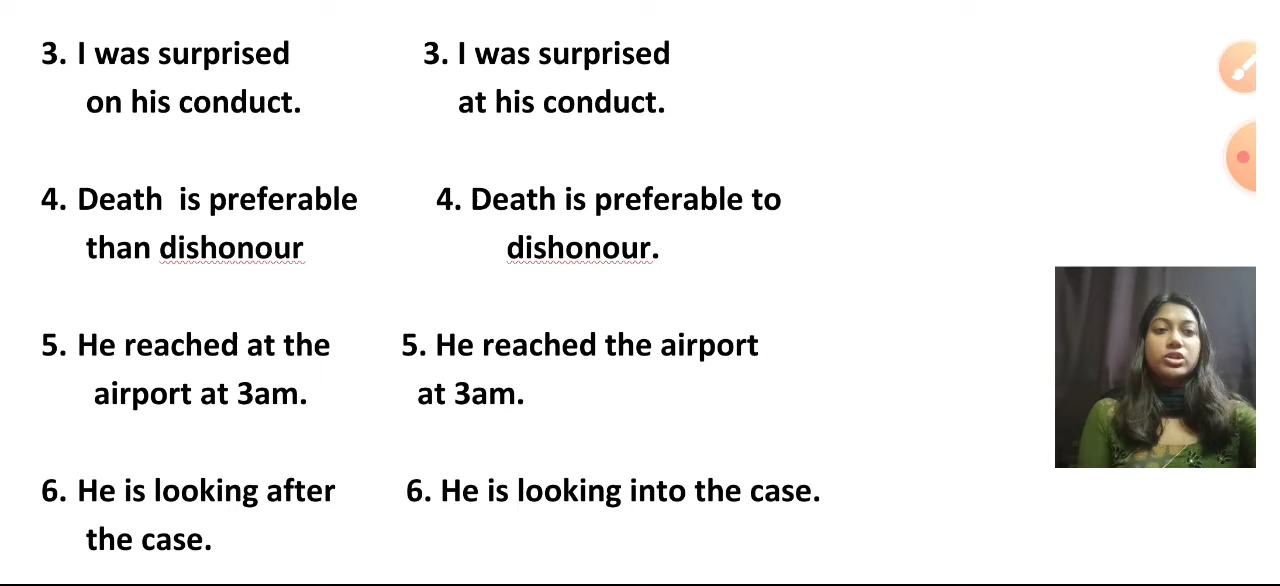 3. I was surprised
on his conduct.
3. I was surprised
at his conduct.
4. Death is preferable
than dishonour
4. Death is preferable to
dishonour.
5. He reached at the
airport at 3am.
5. He reached the airport
at 3am.
6. He is looking after
the case.
6. He is looking into the case.